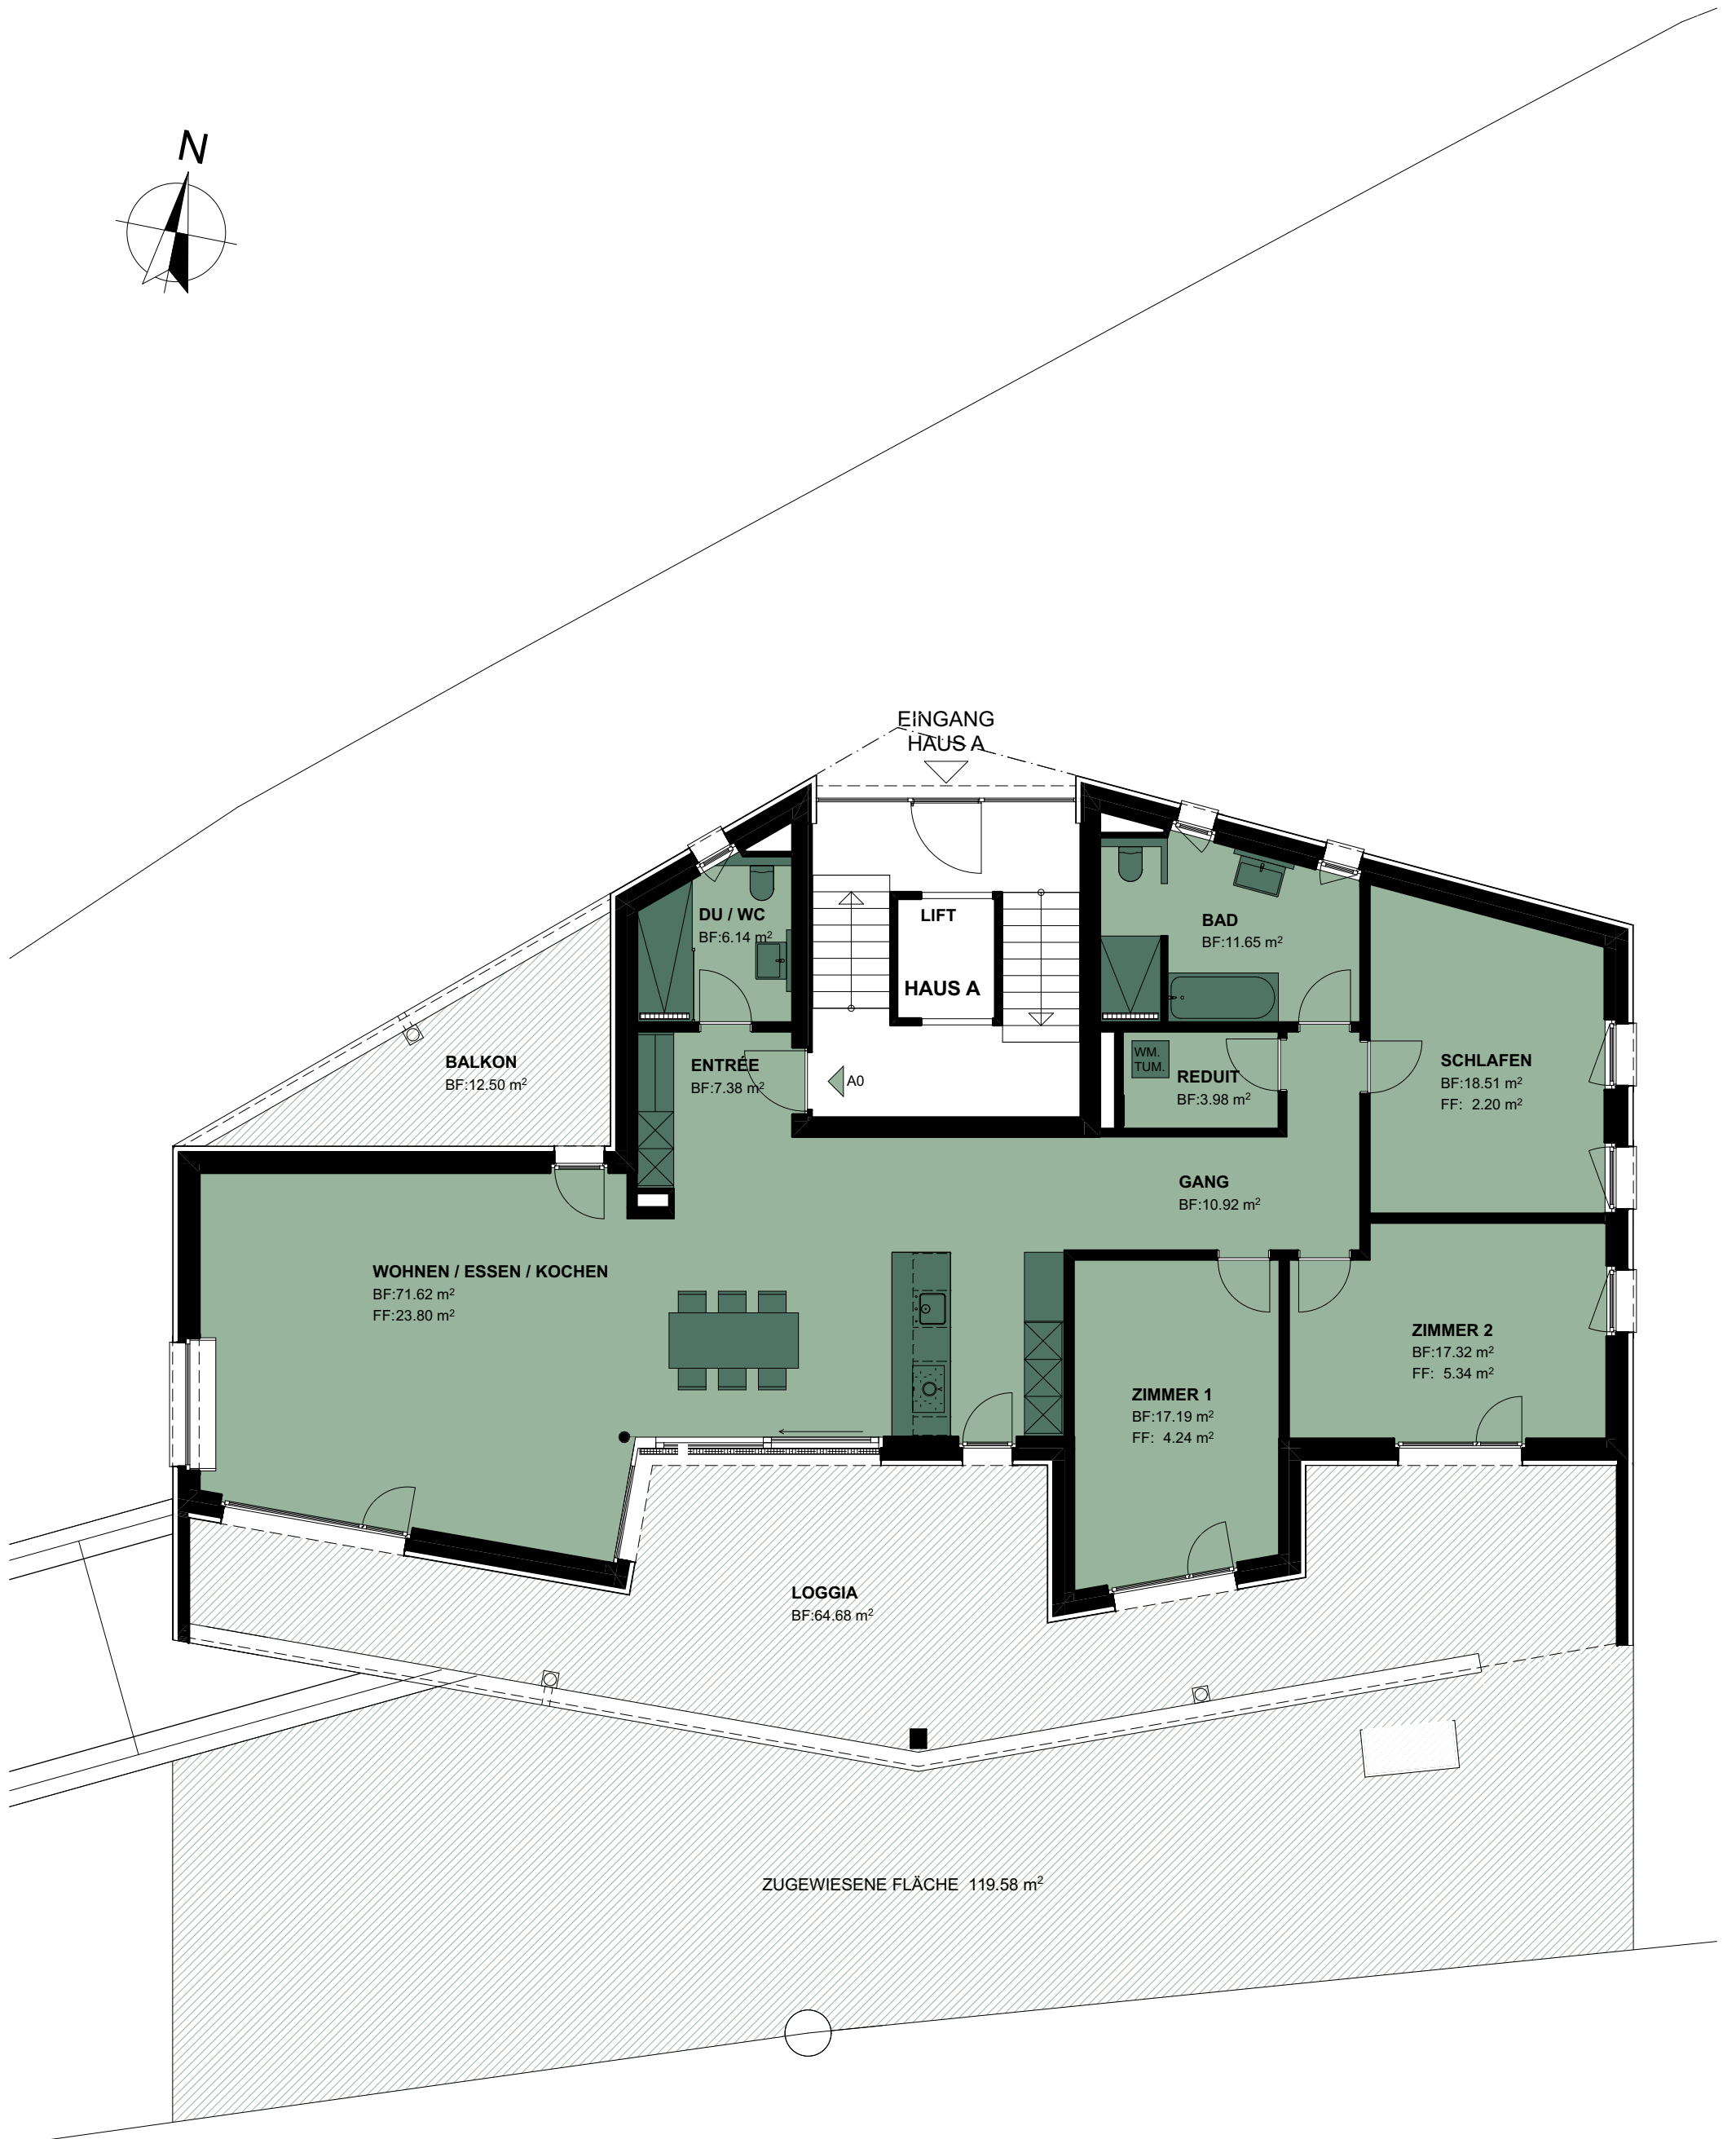 N
EINGANG
HAUS A
LIFT
HAUS A
DU / WC
BF:6.14 m²
BAD
BF:11.65 m²
BALKON
BF:12.50 m²
ENTRÉE
BF:7.38 m²
A0
WM.
TUM.
REDUIT
BF:3.98 m²
SCHLAFEN
BF:18.51 m²
FF: 2.20 m²
GANG
BF:10.92 m²
WOHNEN / ESSEN / KOCHEN
BF:71.62 m²
FF:23.80 m²
ZIMMER 2
BF:17.32 m²
FF: 5.34 m²
ZIMMER 1
BF:17.19 m²
FF: 4.24 m²
LOGGIA
BF:64.68 m²
ZUGEWIESENE FLÄCHE 119.58 m²